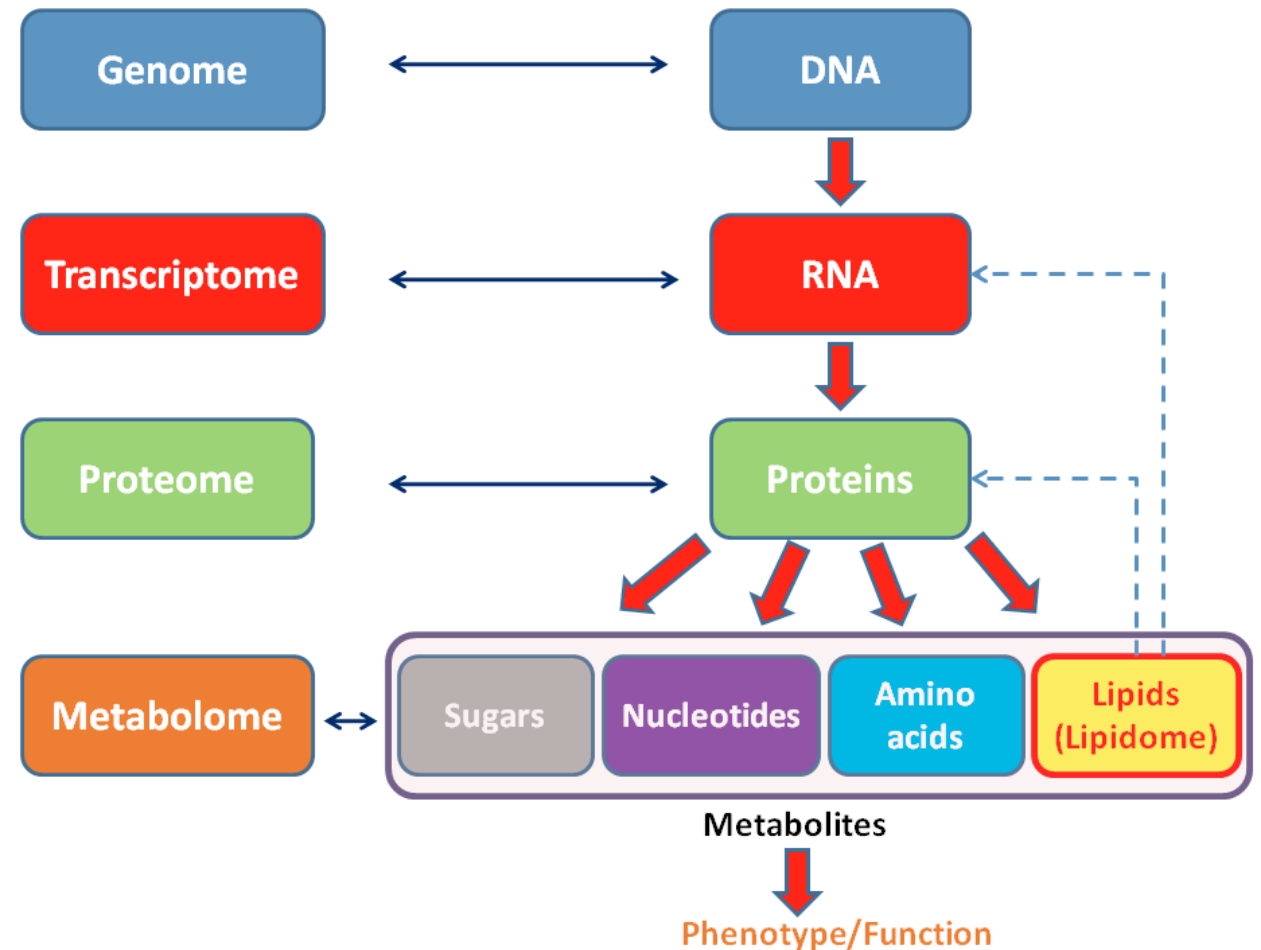 Genome
DNA
Transcriptome
RNA
Proteome
Proteins
Metabolome
Sugars
Nucleotides
Amino
acids
Lipids
(Lipidome)
Metabolites
Phenotype/Function